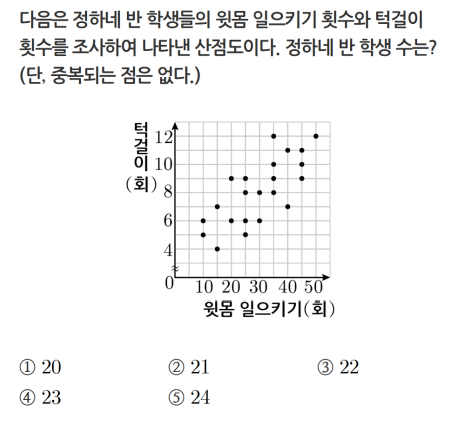 다음은 정하네 반 학생들의 윗몸 일으키기 횟수와 턱걸이
횟수를 조사하여 나타낸 산점도이다. 정하네 반 학생 수는?
(단, 중복되는 점은 없다.)
턱걸이(회)
12
10
8
6
4
0
10 20 30 40 50
윗몸 일으키기(회)
① 20 ② 21 ③ 22
④ 23 ⑤ 24